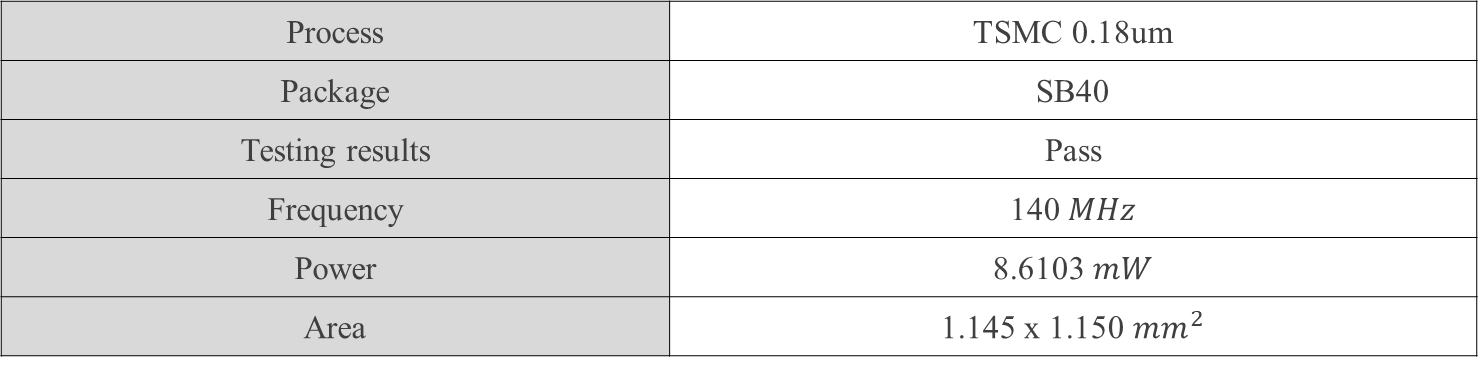 Process TSMC 0.18um
Package SB40
Testing results Pass
Frequency 140 MHz
Power 8.6103 mW
Area 1.145 x 1.150 mm²